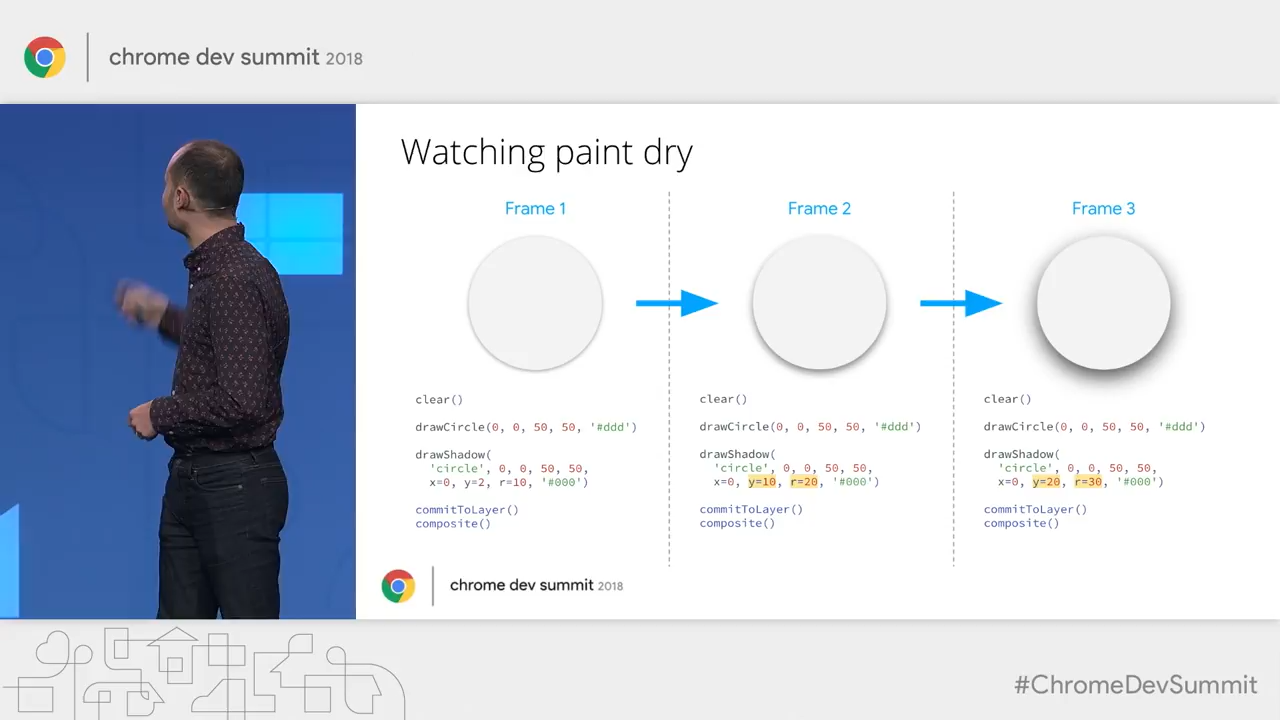 chrome dev summit 2018
Watching paint dry
Frame 1
clear()
drawCircle(0, 0, 50, 50, '#ddd')
drawShadow(
'circle', 0, 0, 50, 50,
x=0, y=2, r=10, '#000')
commitToLayer()
composite()
Frame 2
clear()
drawCircle(0, 0, 50, 50, '#ddd')
drawShadow(
'circle', 0, 0, 50, 50,
x=0, y=10, r=20, '#000')
commitToLayer()
composite()
Frame 3
clear()
drawCircle(0, 0, 50, 50, '#ddd')
drawShadow(
'circle', 0, 0, 50, 50,
x=0, y=20, r=30, '#000')
commitToLayer()
composite()
chrome dev summit 2018
#ChromeDevSummit